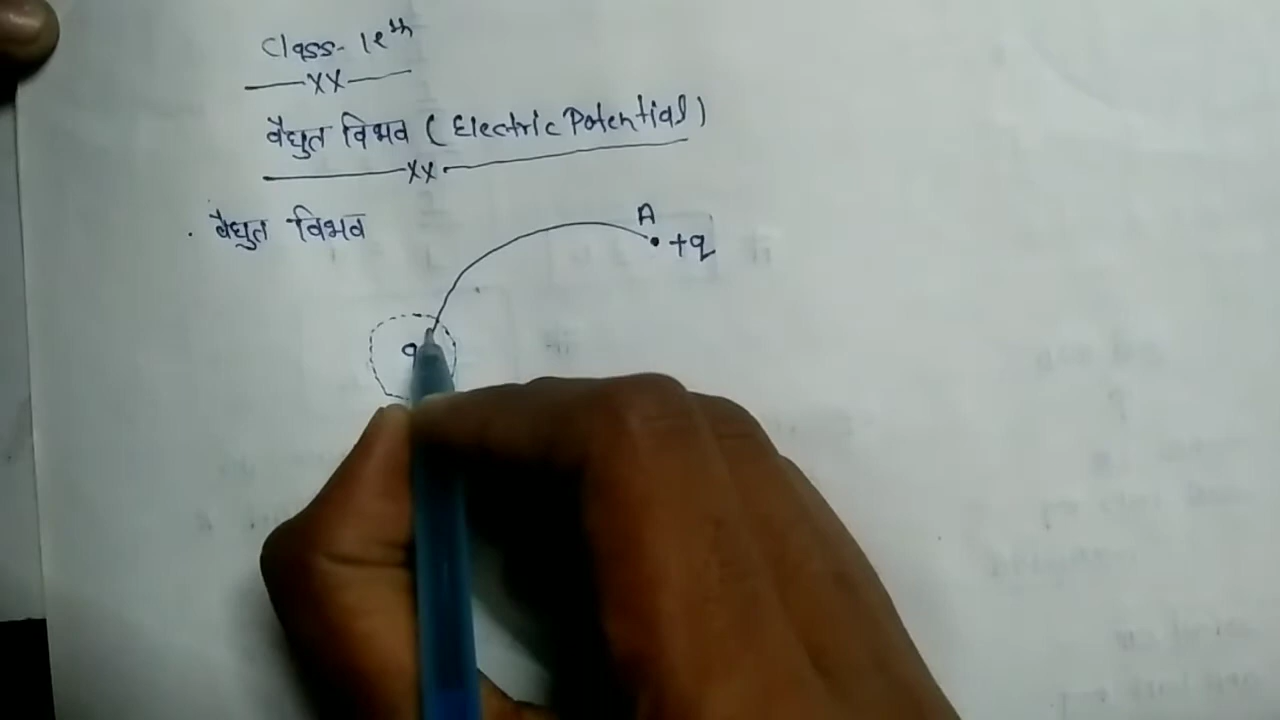 Class-12th
xx
वैधुत विभव (Electric Potential)
xx
. वैधुत विभव
A
+q
q